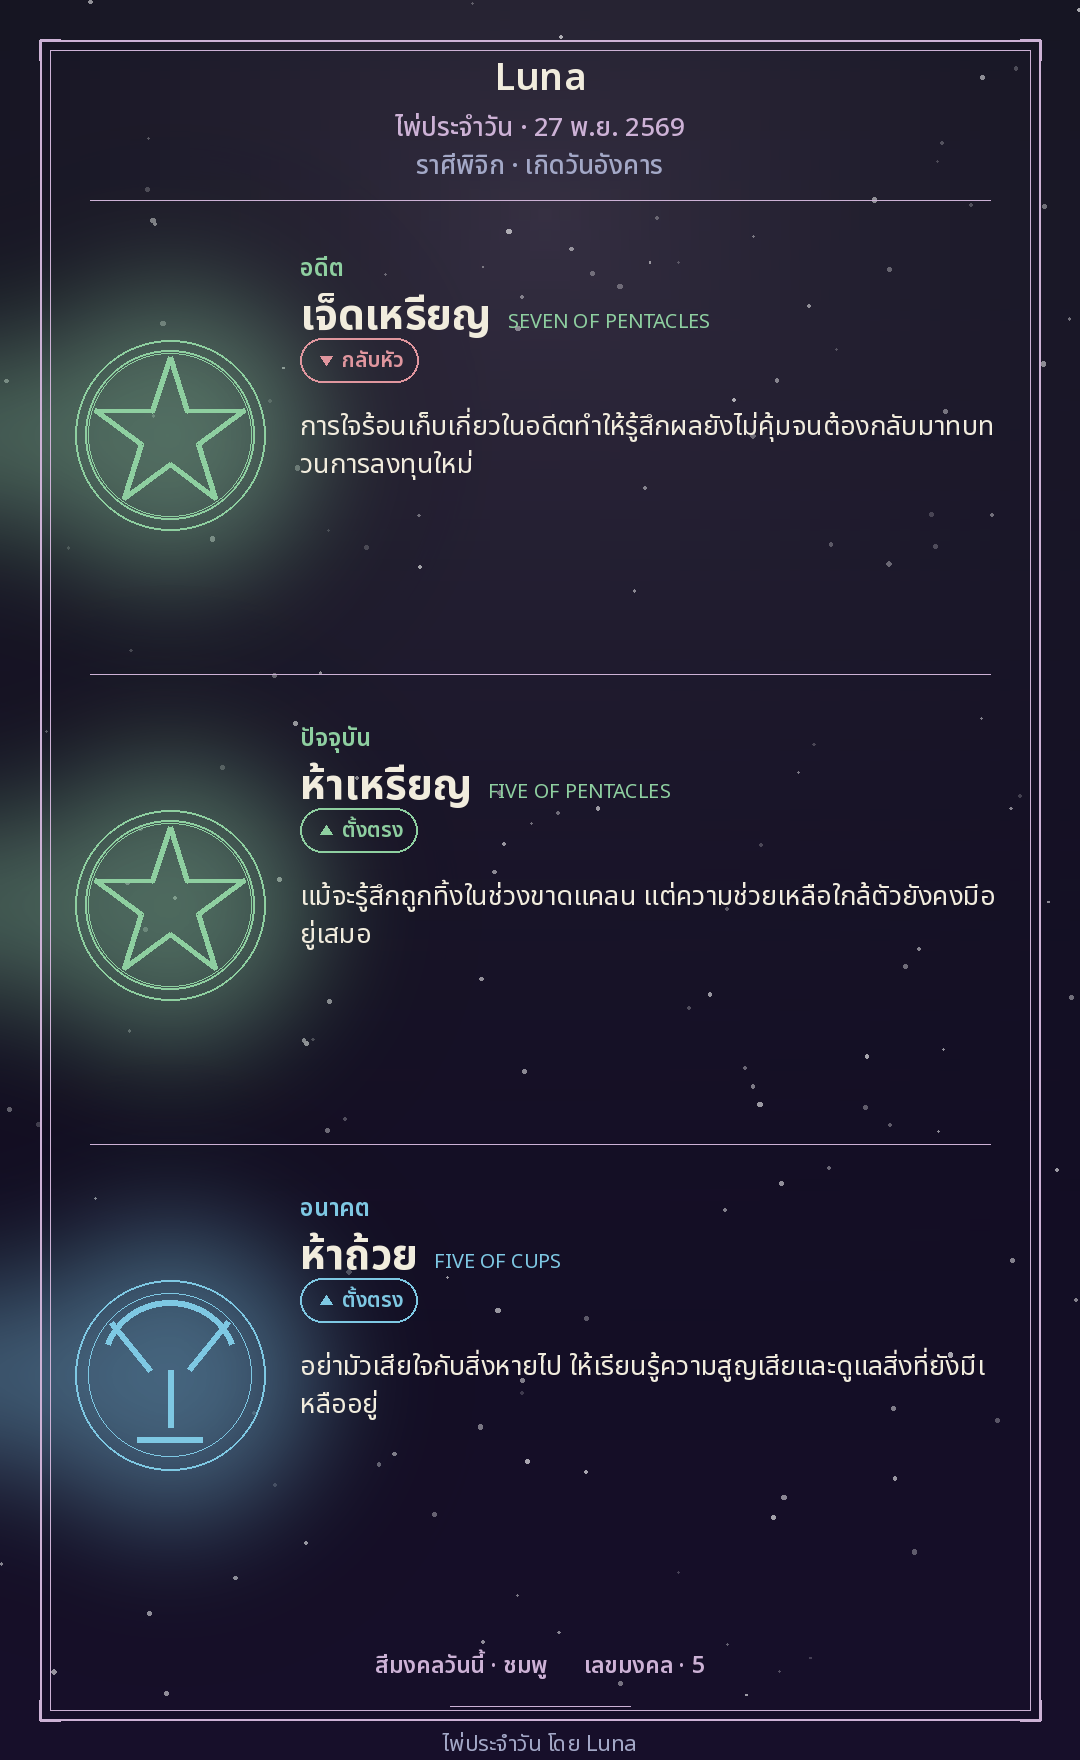 Luna
ไพ่ประจำวัน · 27 พ.ย. 2569
ราศีพิจิก · เกิดวันอังคาร
อดีต
เจ็ดเหรียญ SEVEN OF PENTACLES
▼ กลับหัว
การใจร้อนเก็บเกี่ยวในอดีตทำให้รู้สึกผลยังไม่คุ้มจนต้องกลับมาทบท
วนการลงทุนใหม่
ปัจจุบัน
ห้าเหรียญ FIVE OF PENTACLES
▲ ตั้งตรง
แม้จะรู้สึกถูกทิ้งในช่วงขาดแคลน แต่ความช่วยเหลือใกล้ตัวยังคงมีอ
ยู่เสมอ
อนาคต
ห้าถ้วย FIVE OF CUPS
▲ ตั้งตรง
อย่ามัวเสียใจกับสิ่งหายไป ให้เรียนรู้ความสูญเสียและดูแลสิ่งที่ยังมีเ
หลืออยู่
สีมงคลวันนี้ · ชมพู เลขมงคล · 5
ไพ่ประจำวัน โดย Luna